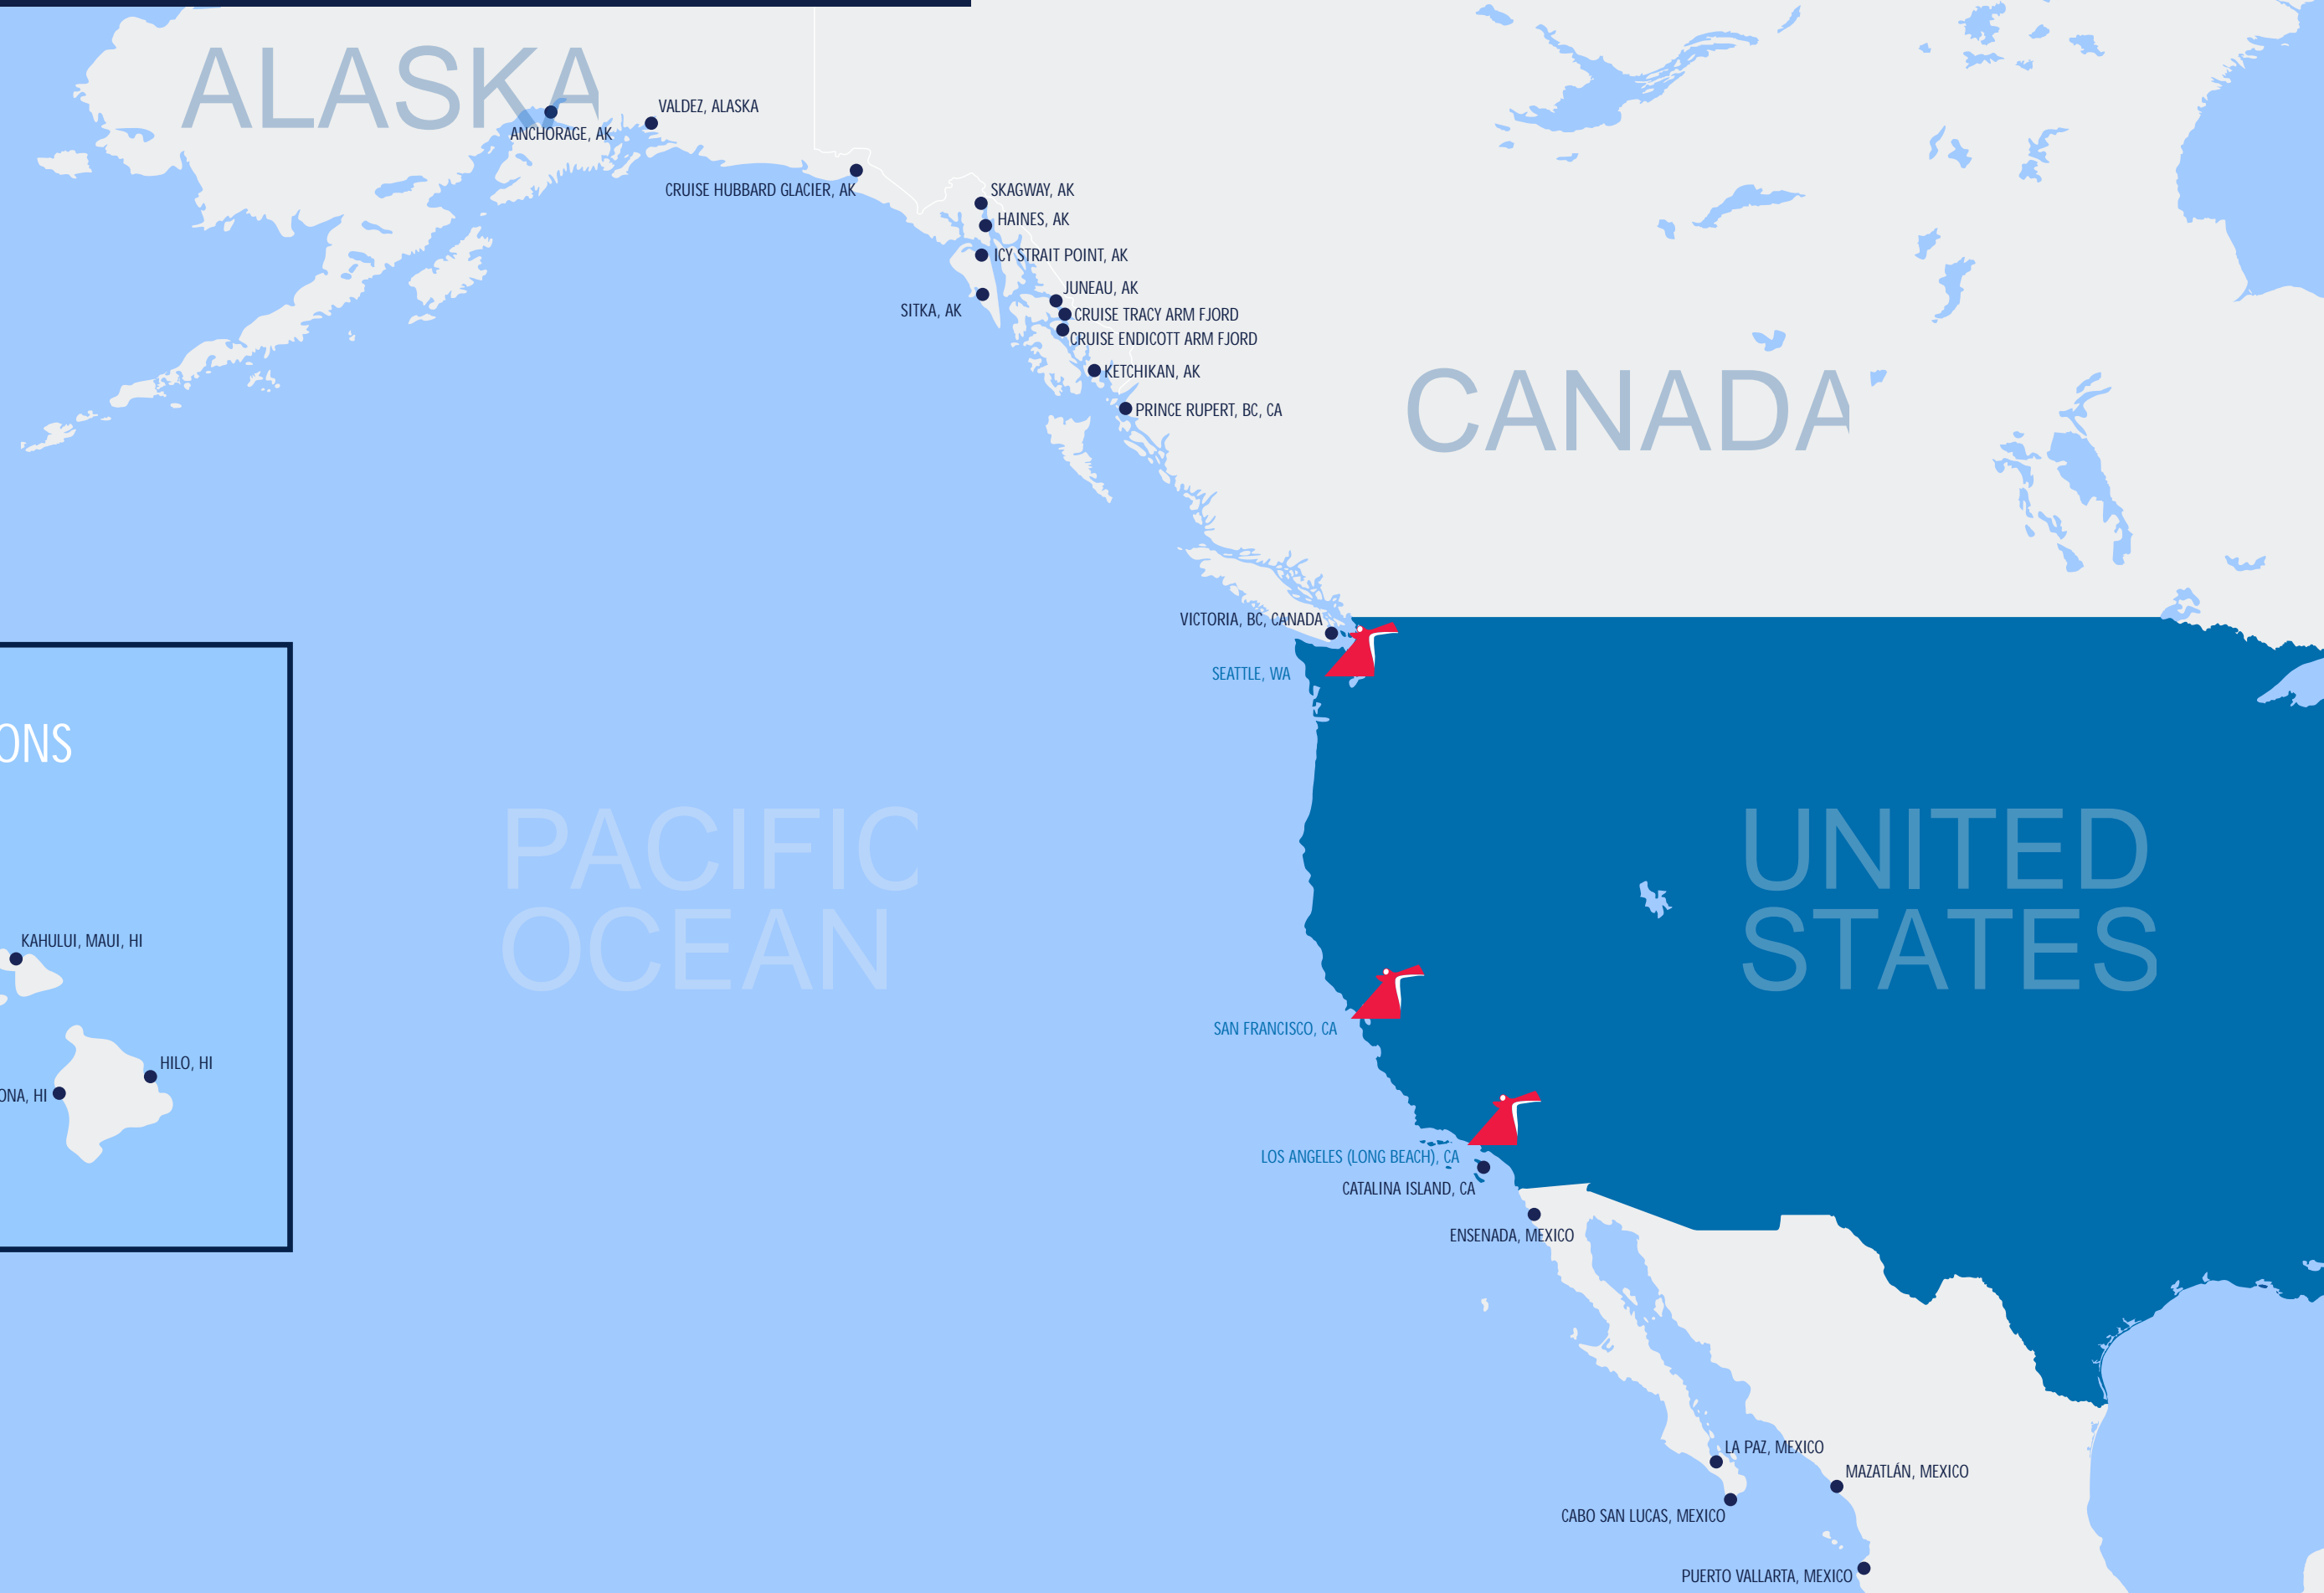 ALASKA
VALDEZ, ALASKA
ANCHORAGE, AK
CRUISE HUBBARD GLACIER, AK
SKAGWAY, AK
HAINES, AK
ICY STRAIT POINT, AK
JUNEAU, AK
SITKA, AK
CRUISE TRACY ARM FJORD
CRUISE ENDICOTT ARM FJORD
KETCHIKAN, AK
PRINCE RUPERT, BC, CA
CANADA
VICTORIA, BC, CANADA
SEATTLE, WA
ONS
PACIFIC
OCEAN
UNITED
STATES
KAHULUI, MAUI, HI
HILO, HI
ONA, HI
SAN FRANCISCO, CA
LOS ANGELES (LONG BEACH), CA
CATALINA ISLAND, CA
ENSENADA, MEXICO
LA PAZ, MEXICO
MAZATLÁN, MEXICO
CABO SAN LUCAS, MEXICO
PUERTO VALLARTA, MEXICO